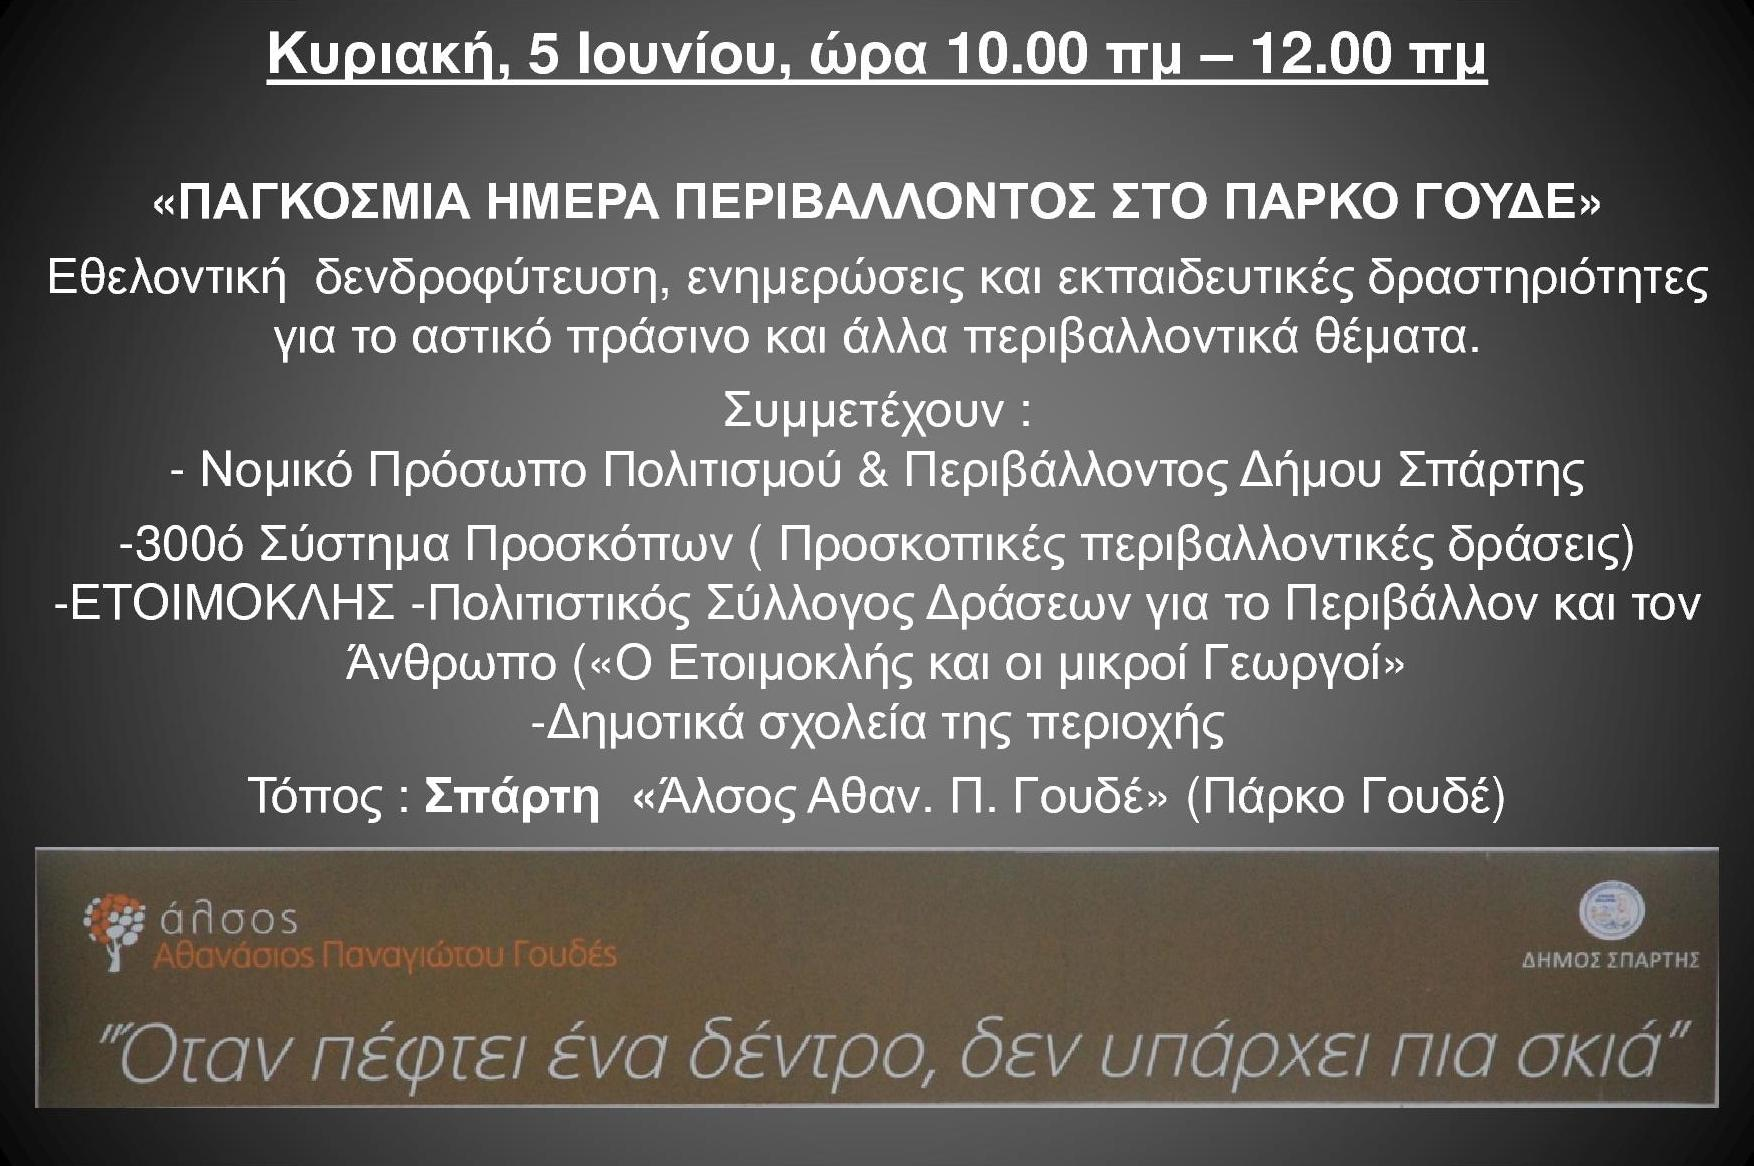 Κυριακή, 5 Ιουνίου, ώρα 10.00 πμ – 12.00 πμ
«ΠΑΓΚΟΣΜΙΑ ΗΜΕΡΑ ΠΕΡΙΒΑΛΛΟΝΤΟΣ ΣΤΟ ΠΑΡΚΟ ΓΟΥΔΕ»
Εθελοντική δενδροφύτευση, ενημερώσεις και εκπαιδευτικές δραστηριότητες
για το αστικό πράσινο και άλλα περιβαλλοντικά θέματα.
Συμμετέχουν :
- Νομικό Πρόσωπο Πολιτισμού & Περιβάλλοντος Δήμου Σπάρτης
-300ό Σύστημα Προσκόπων ( Προσκοπικές περιβαλλοντικές δράσεις)
-ΕΤΟΙΜΟΚΛΗΣ -Πολιτιστικός Σύλλογος Δράσεων για το Περιβάλλον και τον
Άνθρωπο («Ο Ετοιμοκλής και οι μικροί Γεωργοί»
-Δημοτικά σχολεία της περιοχής
Τόπος : Σπάρτη «Άλσος Αθαν. Π. Γουδέ» (Πάρκο Γουδέ)
άλσος
Αθανάσιος Παναγιώτου Γουδές
ΔΗΜΟΣ ΣΠΑΡΤΗΣ
"Όταν πέφτει ένα δέντρο, δεν υπάρχει πια σκιά"